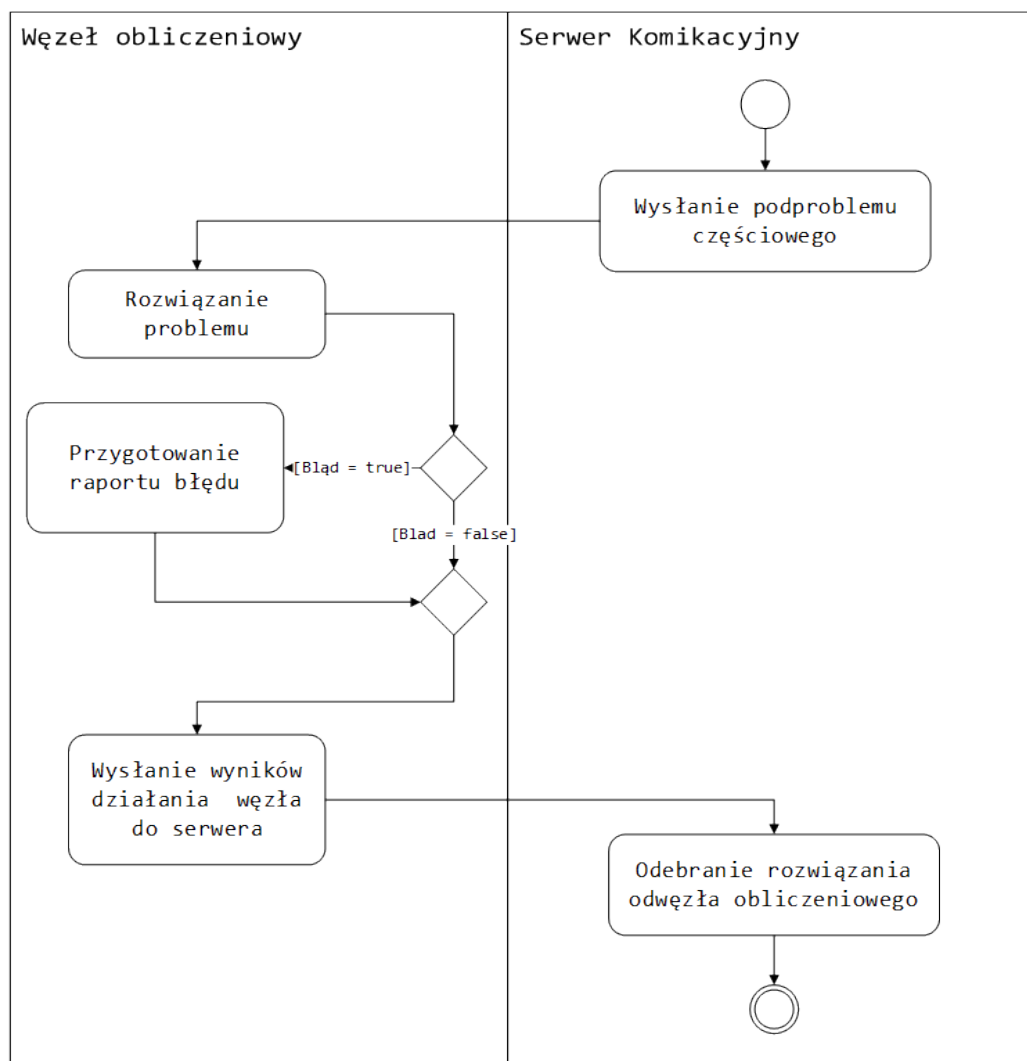 Węzeł obliczeniowy
Serwer Komikacyjny
Wysłanie podproblemu
częściowego
Rozwiązanie
problemu
Przygotowanie
raportu błędu
[Błąd = true]
[Blad = false]
Wysłanie wyników
działania węzła
do serwera
Odebranie rozwiązania
odwęzła obliczeniowego